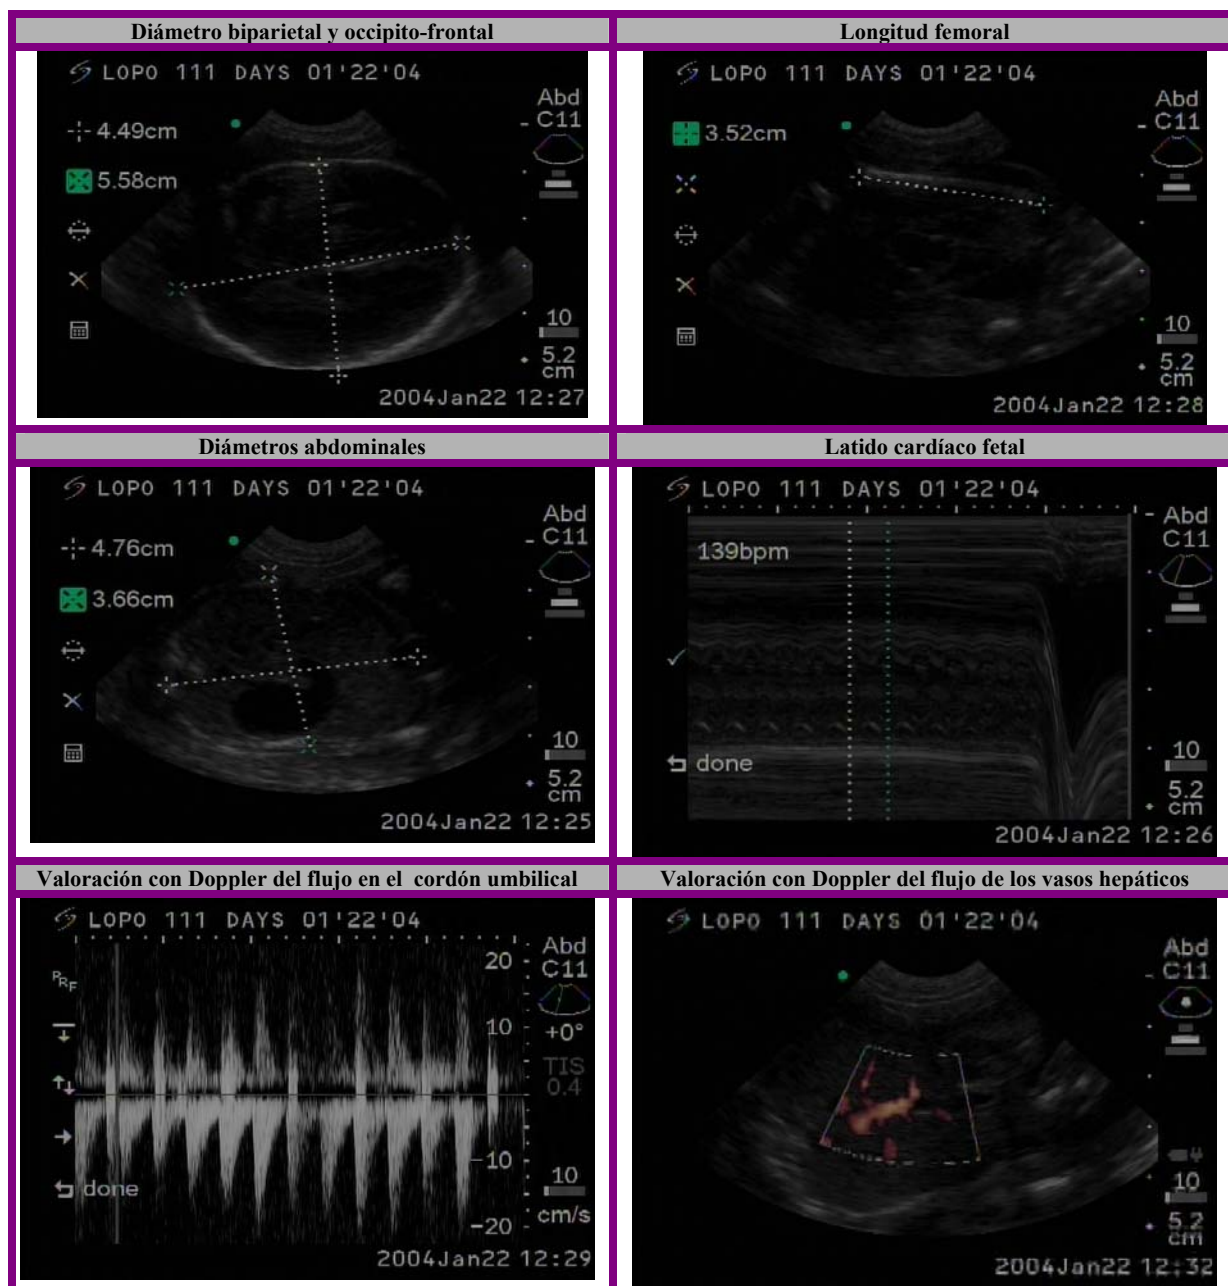 Diámetro biparietal y occipito-frontal
LOPO 111 DAYS 01'22'04
Abd
C11
4.49cm
5.58cm
10
5.2
cm
2004Jan22 12:27
Longitud femoral
LOPO 111 DAYS 01'22'04
Abd
C11
3.52cm
10
5.2
cm
2004Jan22 12:28
Diámetros abdominales
LOPO 111 DAYS 01'22'04
Abd
C11
4.76cm
3.66cm
10
5.2
cm
2004Jan22 12:25
Latido cardíaco fetal
LOPO 111 DAYS 01'22'04
Abd
C11
139bpm
done
10
5.2
cm
2004Jan22 12:26
Valoración con Doppler del flujo en el cordón umbilical
LOPO 111 DAYS 01'22'04
Abd
C11
PRF
20
10
+0°
TIS
0.4
-10
done
10
cm/s
-20
2004Jan22 12:29
Valoración con Doppler del flujo de los vasos hepáticos
LOPO 111 DAYS 01'22'04
Abd
C11
10
5.2
cm
2004Jan22 12:32